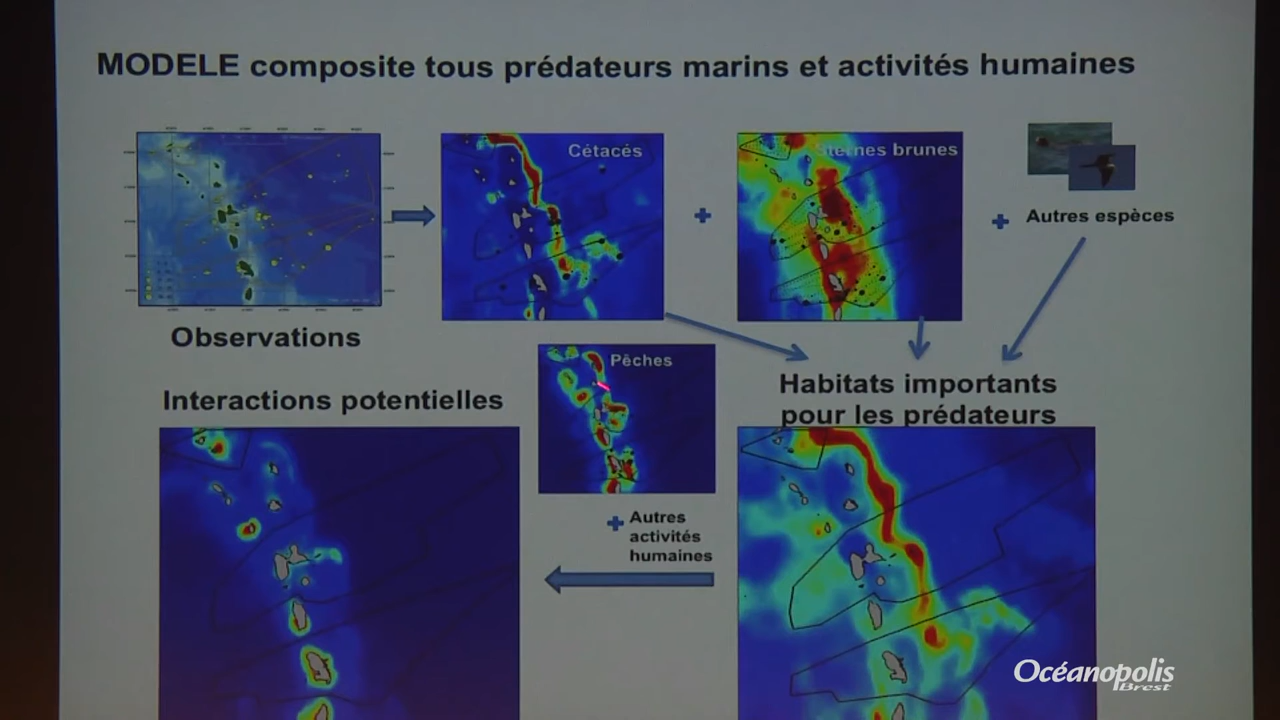 MODELE composite tous prédateurs marins et activités humaines
Cétacés
Sternes brunes
Autres espèces
Observations
Pêches
Habitats importants
pour les prédateurs
Interactions potentielles
Autres
activités
humaines
Océanopolis
Brest